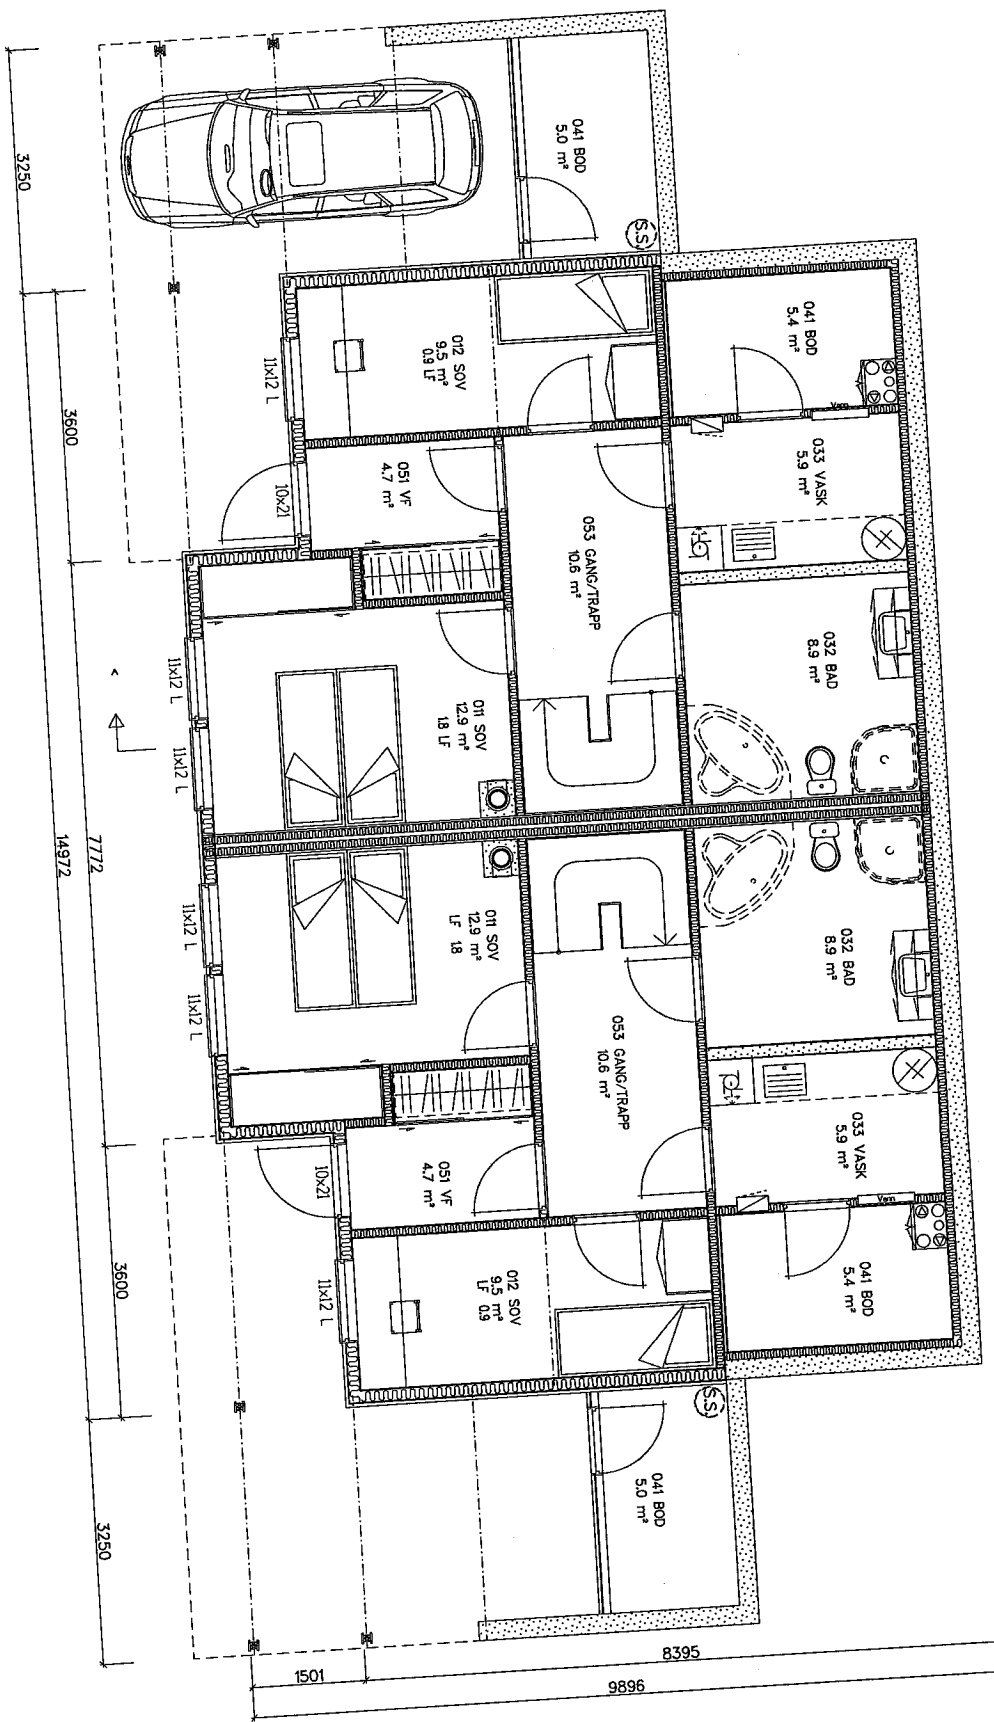 3250
3600
7772
14972
3600
3250
1501
8395
9896
041 BOD
5.0 m²
S.S.
041 BOD
5.4 m²
012 SOV
9.5 m²
0.9 LF
11x12 L
033 VASK
5.9 m²
Vann
051 VF
4.7 m²
10x21
053 GANG/TRAPP
10.6 m²
032 BAD
8.9 m²
011 SOV
12.9 m²
1.8 LF
11x12 L
11x12 L
011 SOV
12.9 m²
LF 1.8
11x12 L
11x12 L
032 BAD
8.9 m²
053 GANG/TRAPP
10.6 m²
033 VASK
5.9 m²
Vann
051 VF
4.7 m²
10x21
041 BOD
5.4 m²
012 SOV
9.5 m²
LF 0.9
11x12 L
S.S.
041 BOD
5.0 m²